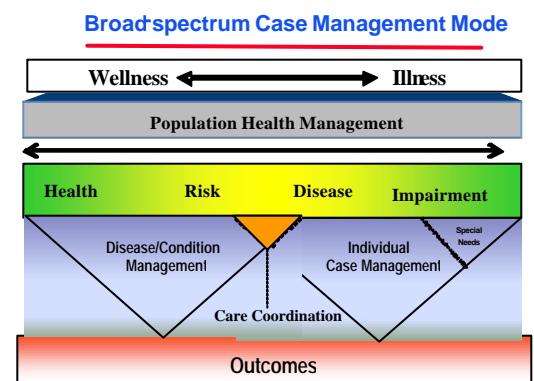 Broad-spectrum Case Management Mode
Wellness Illness
Population Health Management
Health Risk Disease Impairment
Disease/Condition
Management
Individual
Case Management
Special
Needs
Care Coordination
Outcomes